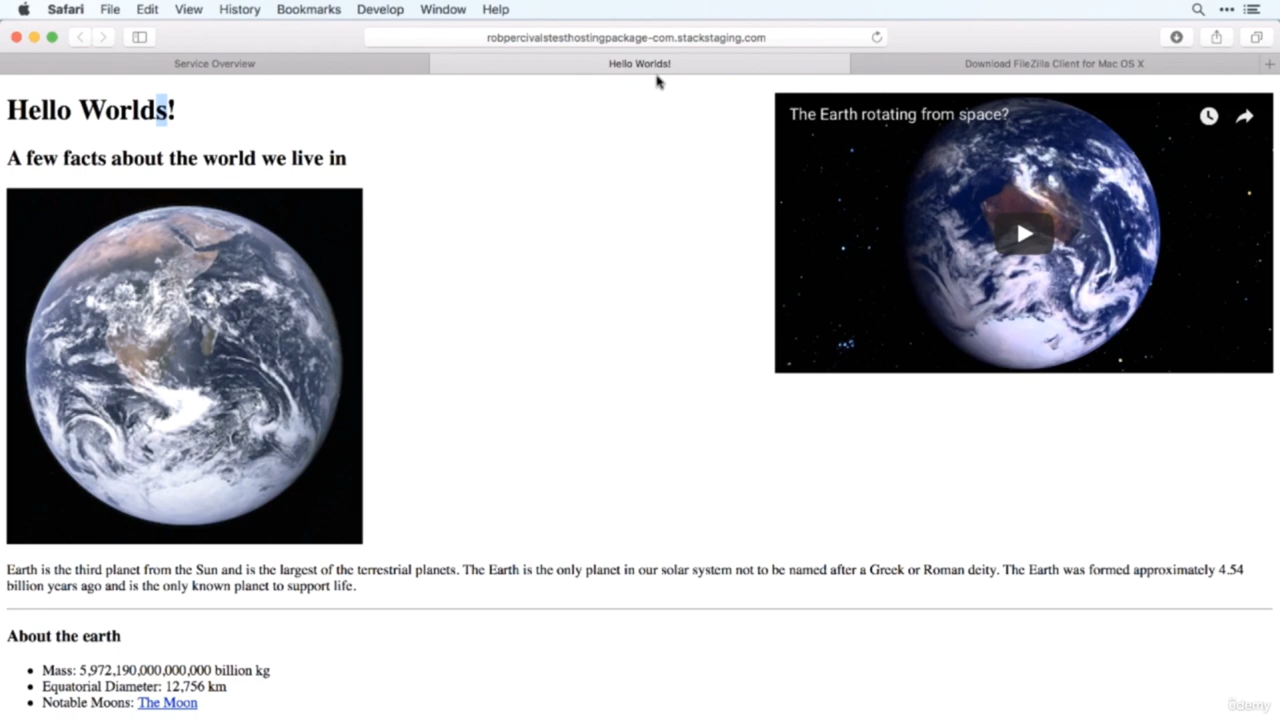 Safari File Edit View History Bookmarks Develop Window Help
robpercivalstesthostingpackage-com.stackstaging.com
Service Overview
Hello Worlds!
Download FileZilla Client for Mac OS X
Hello Worlds!
A few facts about the world we live in
The Earth rotating from space?
Earth is the third planet from the Sun and is the largest of the terrestrial planets. The Earth is the only planet in our solar system not to be named after a Greek or Roman deity. The Earth was formed approximately 4.54
billion years ago and is the only known planet to support life.
About the earth
Mass: 5,972,190,000,000,000 billion kg
Equatorial Diameter: 12,756 km
Notable Moons: The Moon
ûdemy